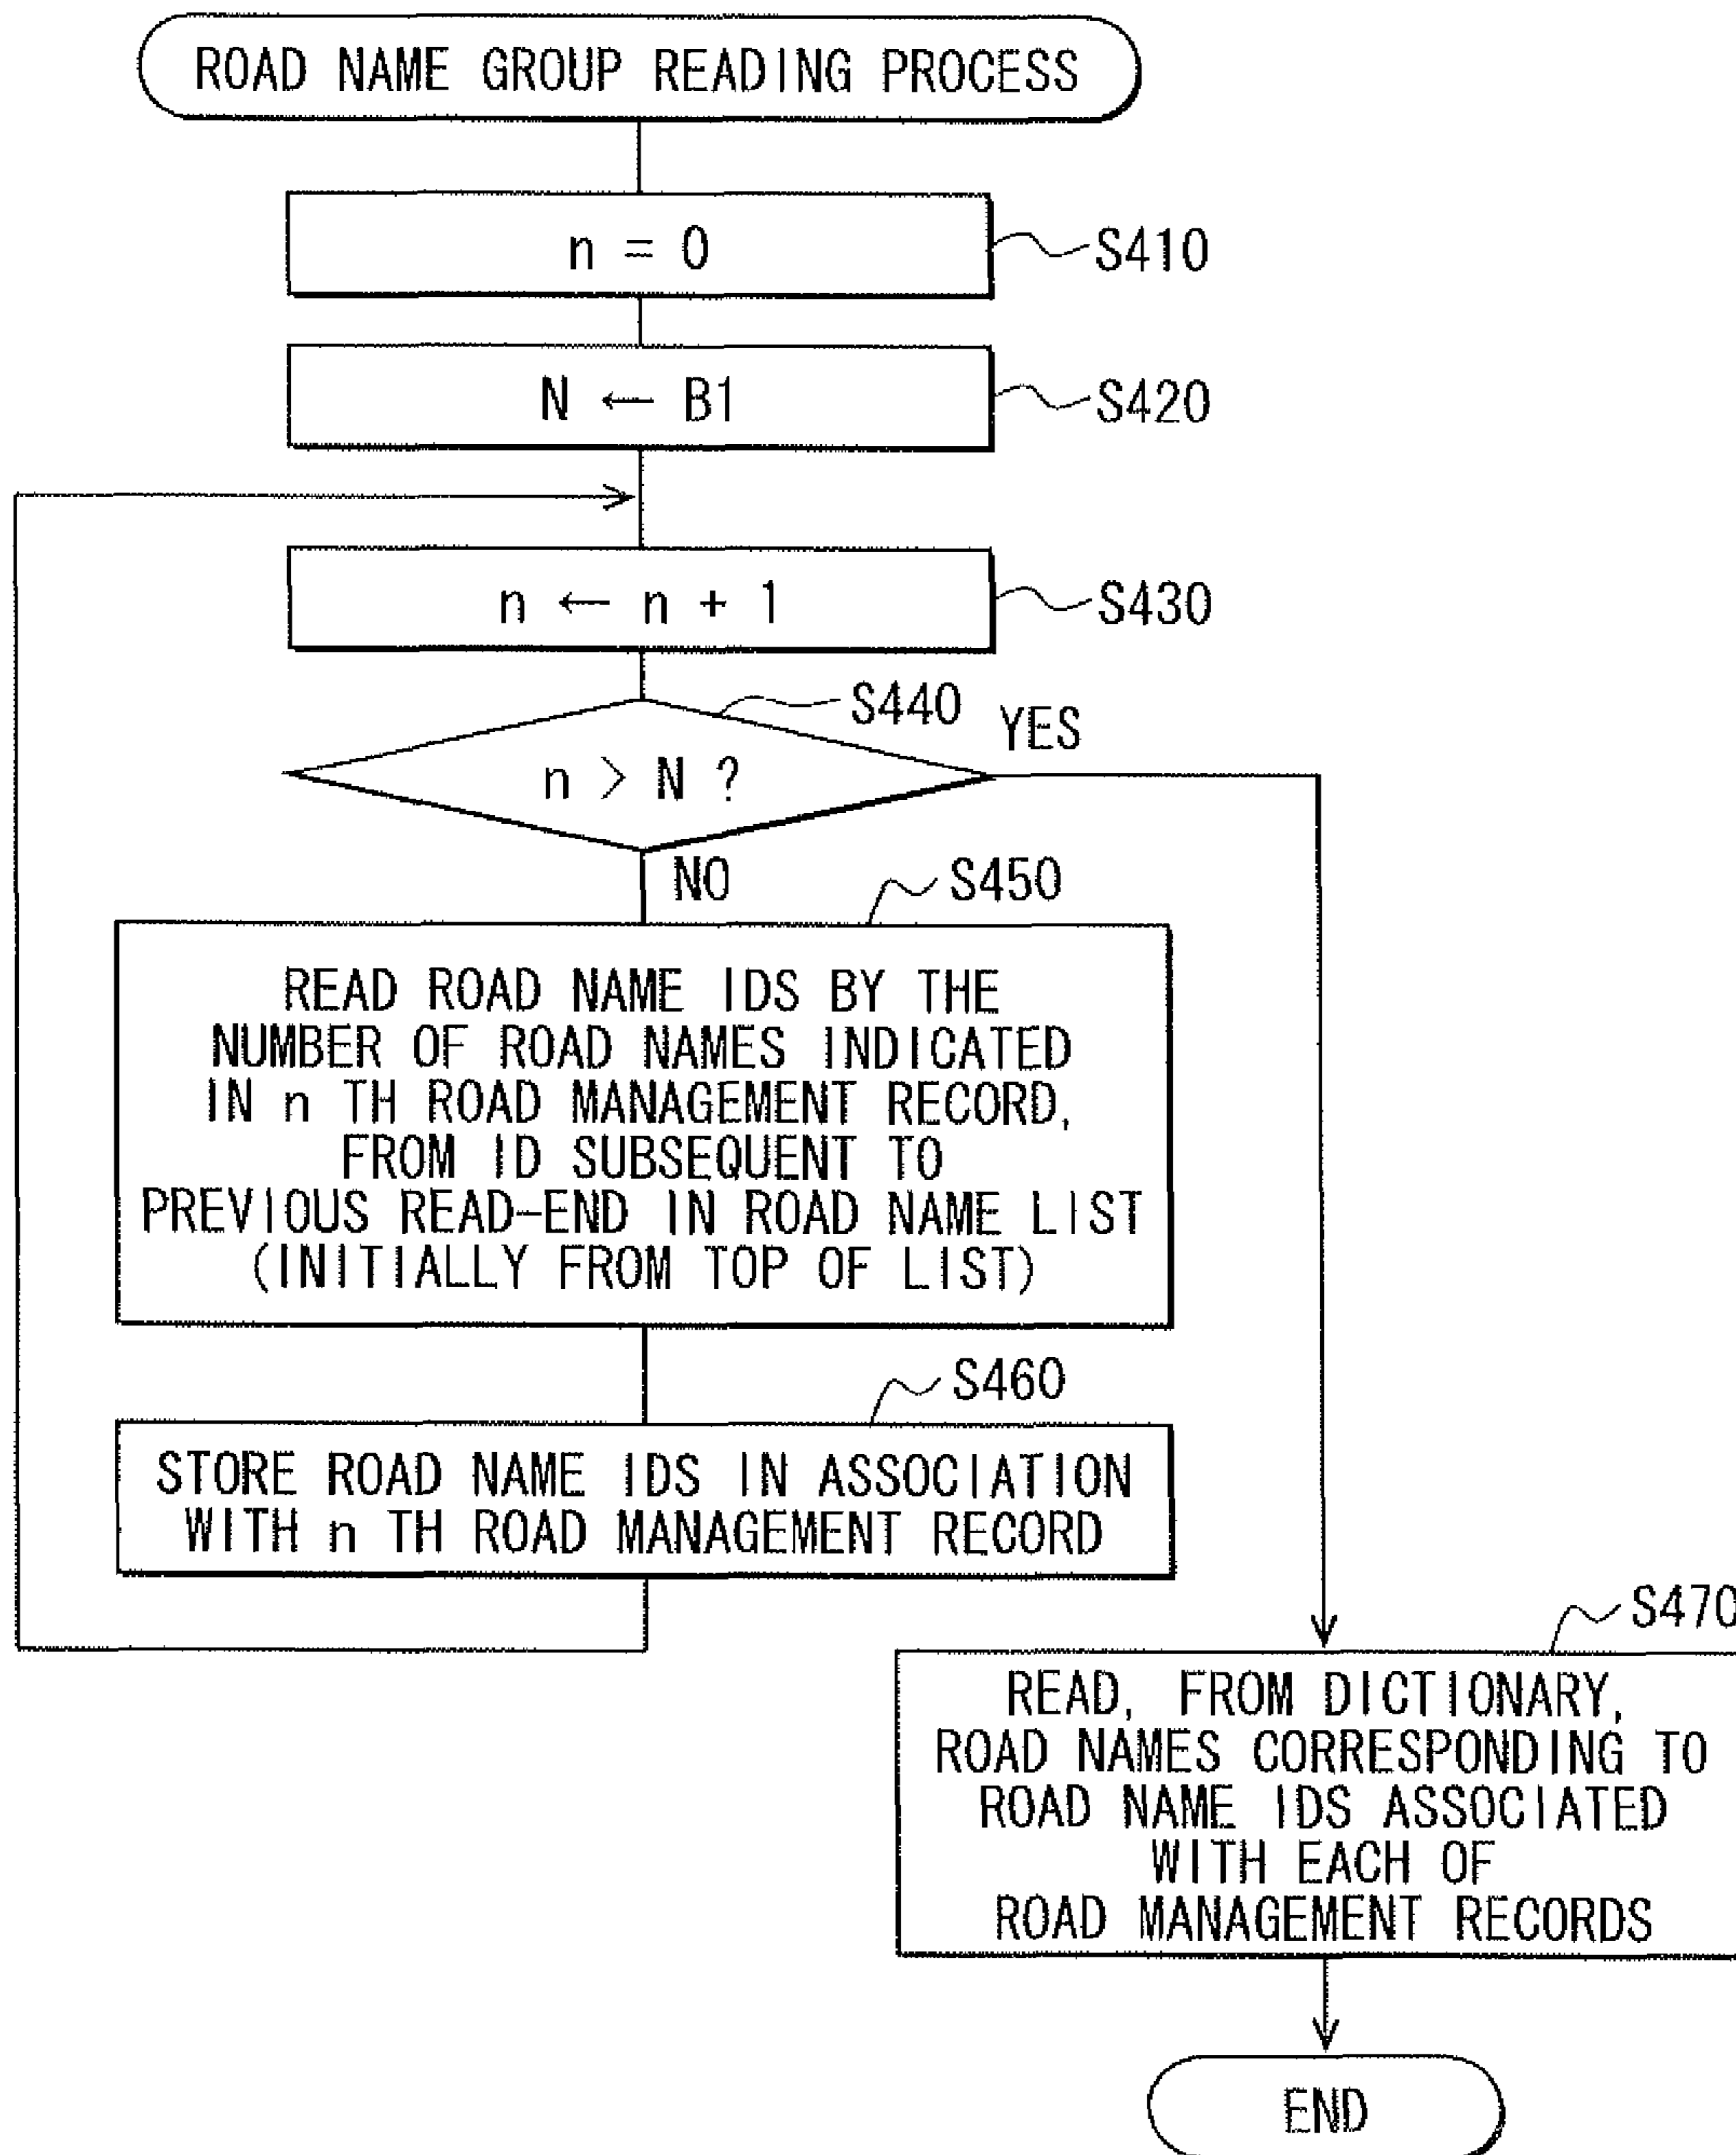 ROAD NAME GROUP READING PROCESS
n = 0
S410
N ← B1
S420
n ← n + 1
S430
S440
YES
n > N ?
NO
S450
READ ROAD NAME IDS BY THE
NUMBER OF ROAD NAMES INDICATED
IN n TH ROAD MANAGEMENT RECORD,
FROM ID SUBSEQUENT TO
PREVIOUS READ-END IN ROAD NAME LIST
(INITIALLY FROM TOP OF LIST)
S460
STORE ROAD NAME IDS IN ASSOCIATION
WITH n TH ROAD MANAGEMENT RECORD
S470
READ, FROM DICTIONARY,
ROAD NAMES CORRESPONDING TO
ROAD NAME IDS ASSOCIATED
WITH EACH OF
ROAD MANAGEMENT RECORDS
END